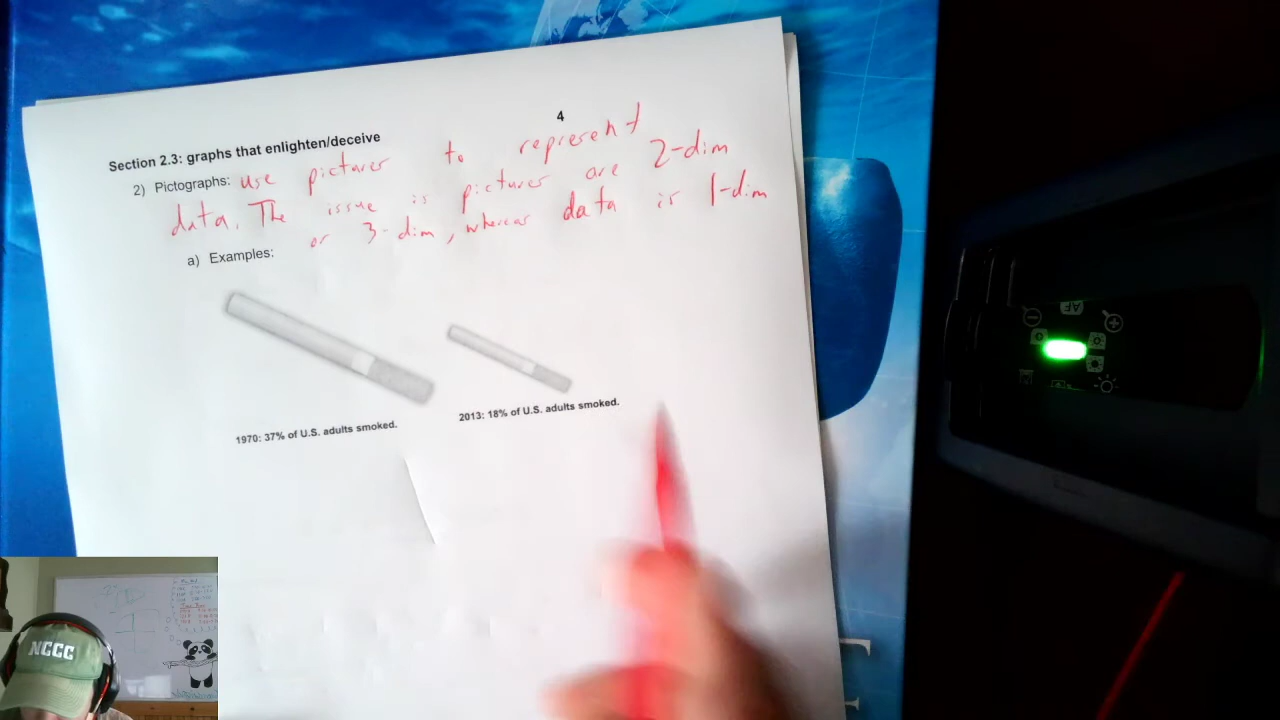 4
Section 2.3: graphs that enlighten/deceive
2) Pictographs: use pictures to represent
data. The issue is pictures are 2-dim
or 3-dim, whereas data is 1-dim
a) Examples:
1970: 37% of U.S. adults smoked.
2013: 18% of U.S. adults smoked.
AF
NCCC